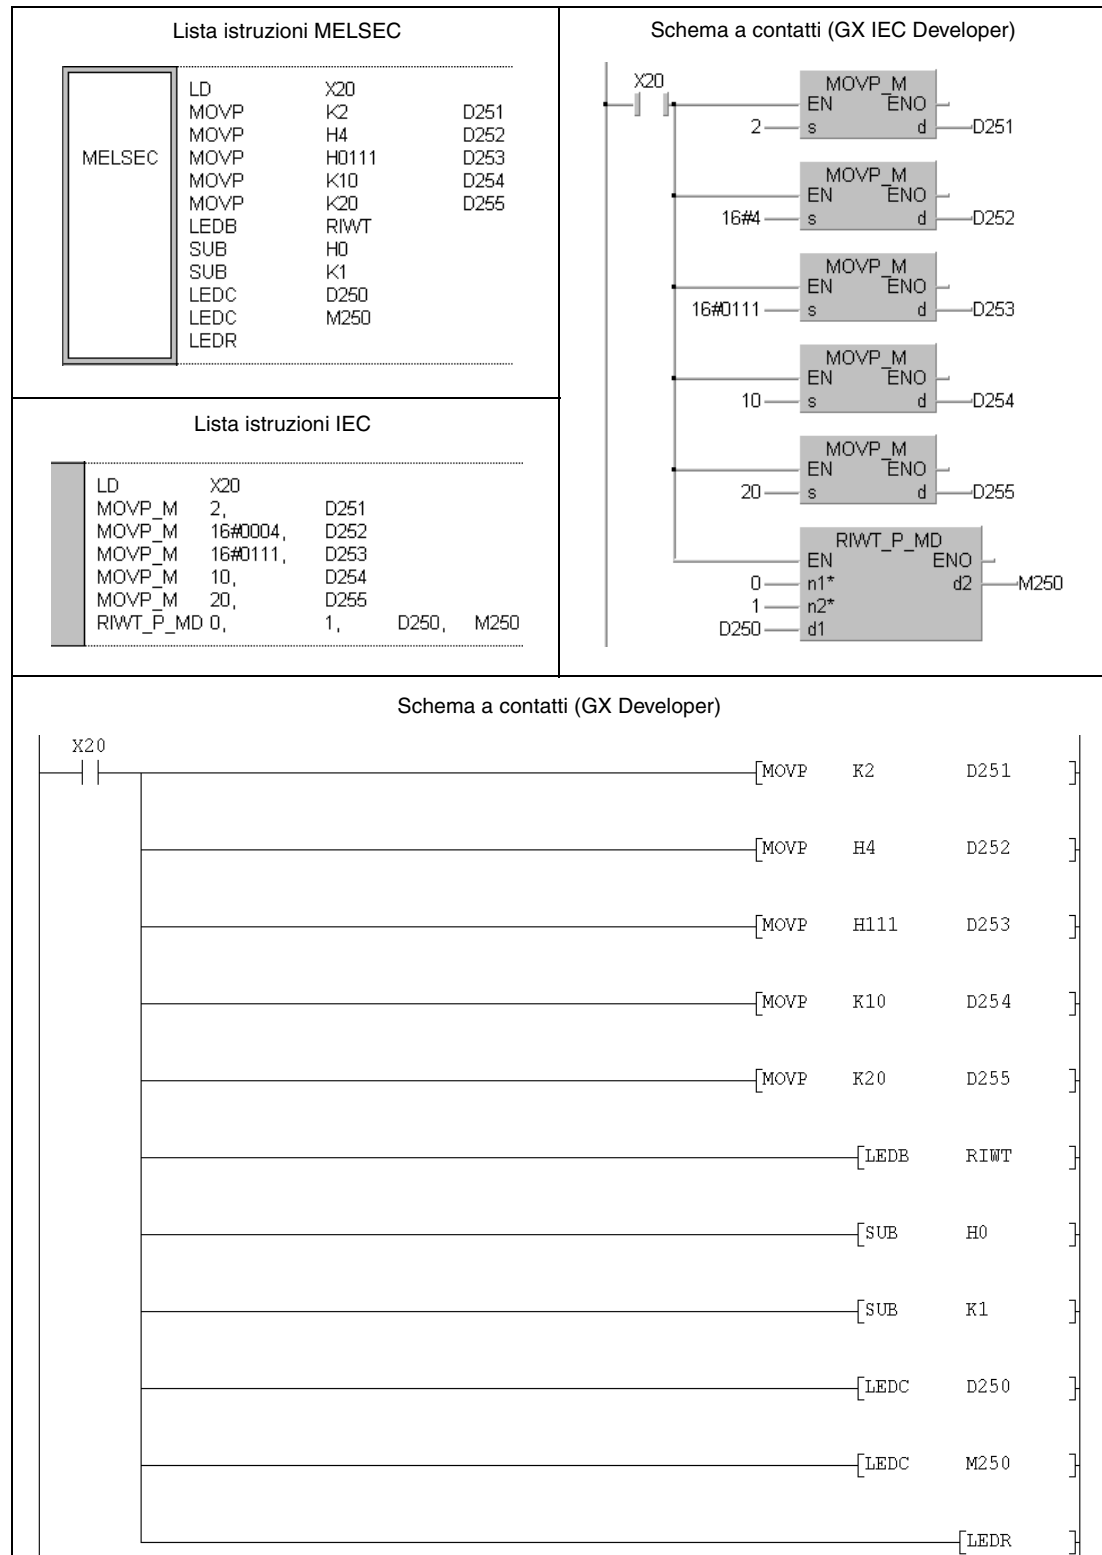 Lista istruzioni MELSEC
MELSEC
LD X20
MOVP K2 D251
MOVP H4 D252
MOVP H0111 D253
MOVP K10 D254
MOVP K20 D255
LEDB RIWT
SUB H0
SUB K1
LEDC D250
LEDC M250
LEDR
Lista istruzioni IEC
LD X20
MOVP_M 2, D251
MOVP_M 16#0004, D252
MOVP_M 16#0111, D253
MOVP_M 10, D254
MOVP_M 20, D255
RIWT_P_MD 0, 1, D250, M250
Schema a contatti (GX IEC Developer)
X20
MOVP_M
EN ENO
2 s d D251
MOVP_M
EN ENO
16#4 s d D252
MOVP_M
EN ENO
16#0111 s d D253
MOVP_M
EN ENO
10 s d D254
MOVP_M
EN ENO
20 s d D255
RIWT_P_MD
EN ENO
0 n1* d2 M250
1 n2*
D250 d1
Schema a contatti (GX Developer)
X20
[MOVP K2 D251 ]
[MOVP H4 D252 ]
[MOVP H111 D253 ]
[MOVP K10 D254 ]
[MOVP K20 D255 ]
[LEDB RIWT ]
[SUB H0 ]
[SUB K1 ]
[LEDC D250 ]
[LEDC M250 ]
[LEDR ]